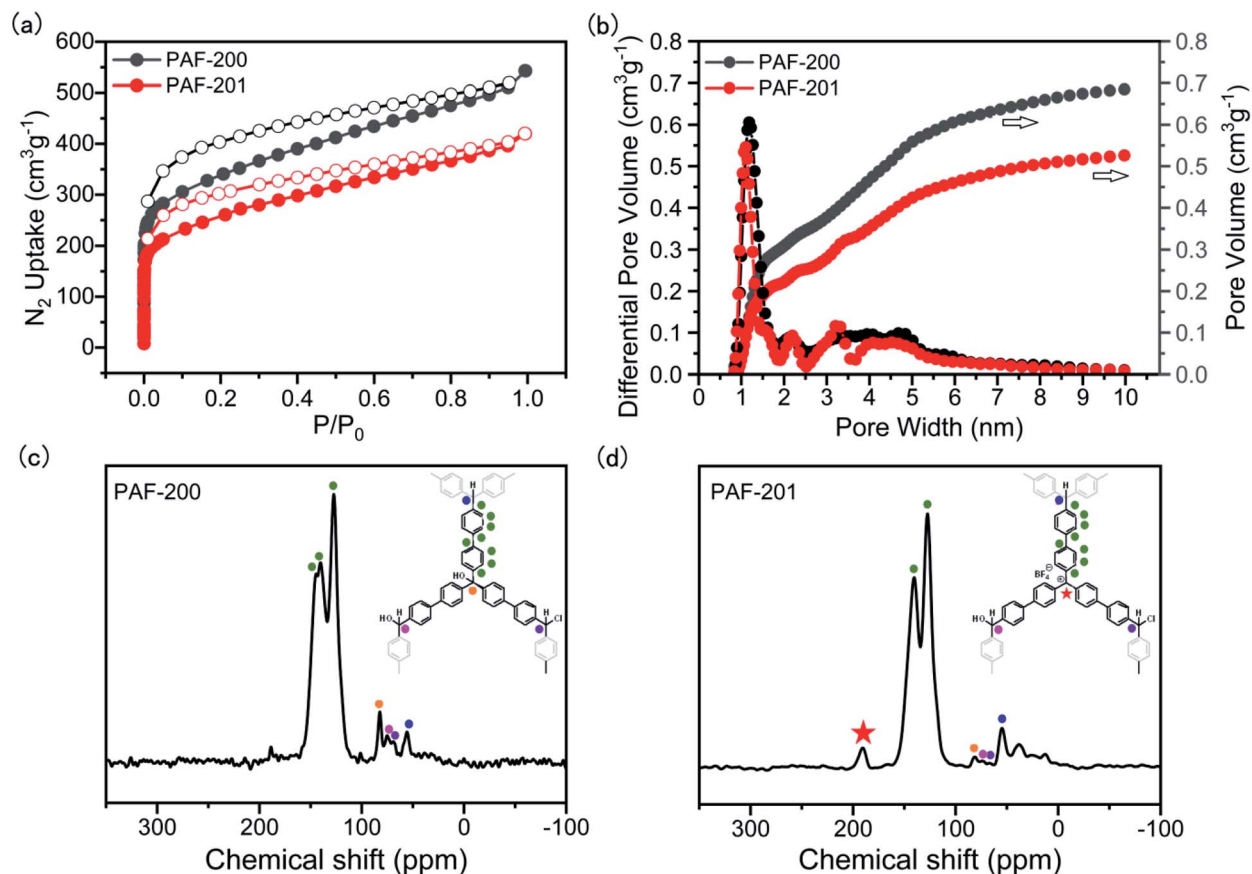 (a)
600
500
400
300
200
100
0
N₂ Uptake (cm³g⁻¹)
PAF-200
PAF-201
0.0 0.2 0.4 0.6 0.8 1.0
P/P₀
(b)
0.8
0.7
0.6
0.5
0.4
0.3
0.2
0.1
0.0
Differential Pore Volume (cm³g⁻¹)
PAF-200
PAF-201
0.8
0.7
0.6
0.5
0.4
0.3
0.2
0.1
0.0
Pore Volume (cm³g⁻¹)
0 1 2 3 4 5 6 7 8 9 10
Pore Width (nm)
(c)
PAF-200
H
HO
HO
H
H
Cl
300 200 100 0 -100
Chemical shift (ppm)
(d)
PAF-201
H
BF₄
⊖
⊕
HO
H
H
Cl
300 200 100 0 -100
Chemical shift (ppm)